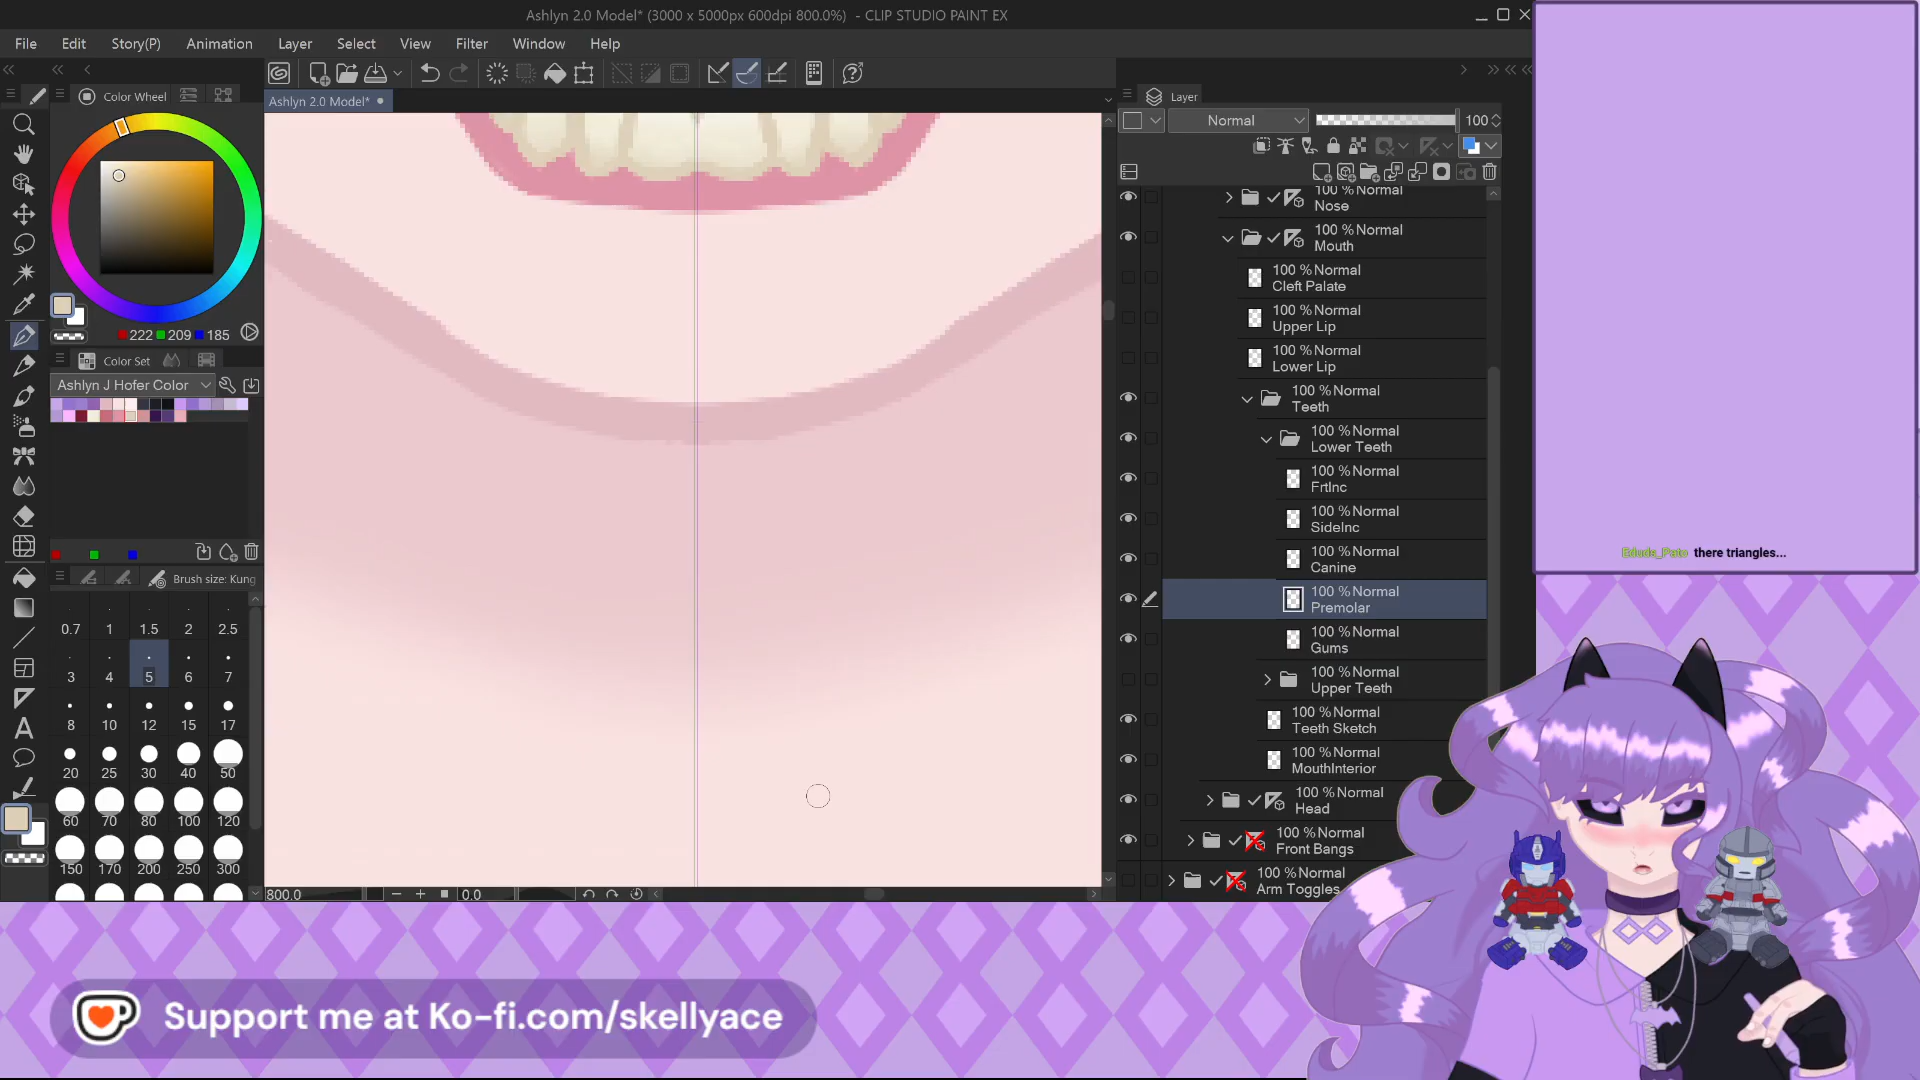 Ashlyn 2.0 Model* (3000 x 5000px 600dpi 800.0%) - CLIP STUDIO PAINT EX
File Edit Story(P) Animation Layer Select View Filter Window Help
Color Wheel
Ashlyn 2.0 Model*
Layer
Normal 100
222 209 185
Color Set
Ashlyn J Hofer Color
Brush size: Kung
0.7 1 1.5 2 2.5
3 4 5 6 7
8 10 12 15 17
20 25 30 40 50
60 70 80 100 120
150 170 200 250 300
800.0 0.0
100 % Normal
Nose
100 % Normal
Mouth
100 % Normal
Cleft Palate
100 % Normal
Upper Lip
100 % Normal
Lower Lip
100 % Normal
Teeth
100 % Normal
Lower Teeth
100 % Normal
FrtInc
100 % Normal
SideInc
100 % Normal
Canine
100 % Normal
Premolar
100 % Normal
Gums
100 % Normal
Upper Teeth
100 % Normal
Teeth Sketch
100 % Normal
MouthInterior
100 % Normal
Head
100 % Normal
Front Bangs
100 % Normal
Arm Toggles
there triangles...
Support me at Ko-fi.com/skellyace